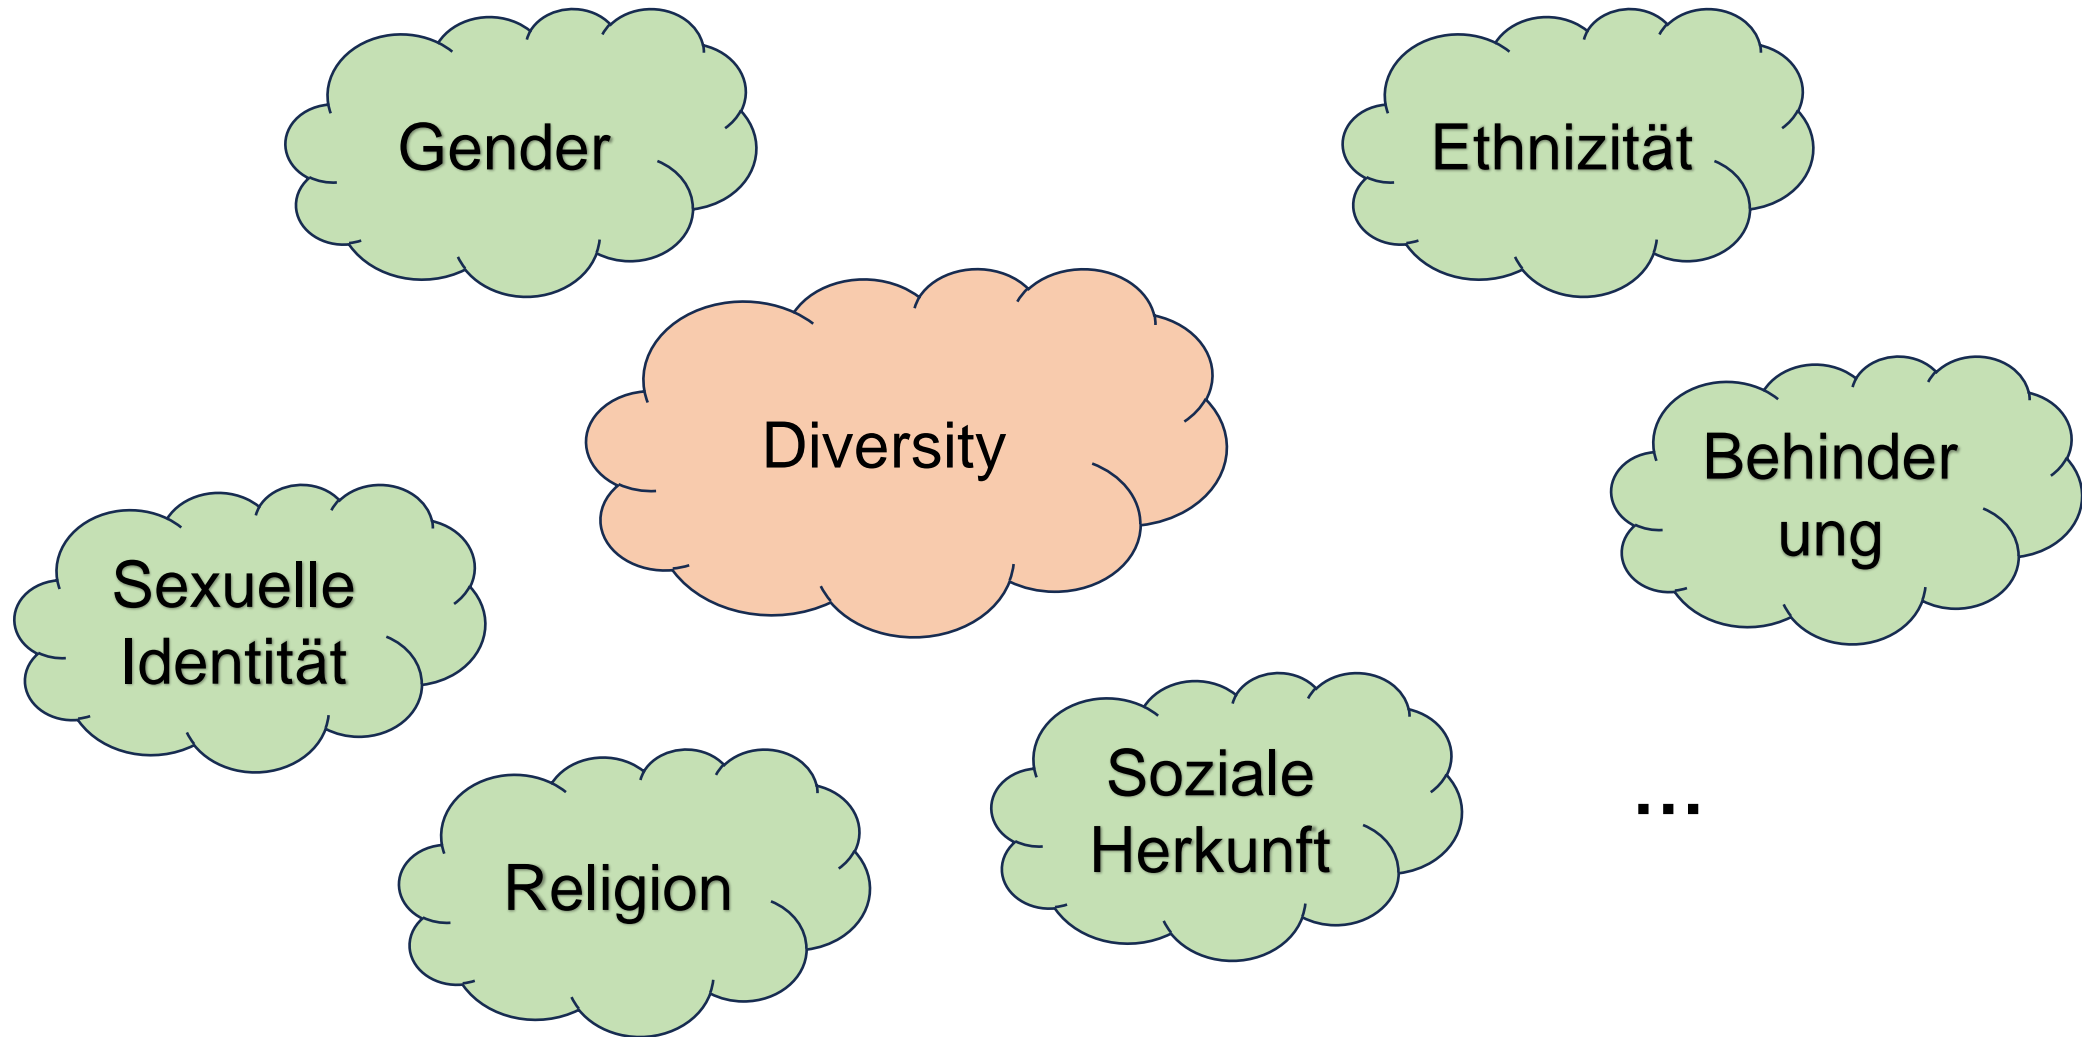 Gender
Ethnizität
Diversity
Behinder
ung
Sexuelle
Identität
Soziale
Herkunft
...
Religion